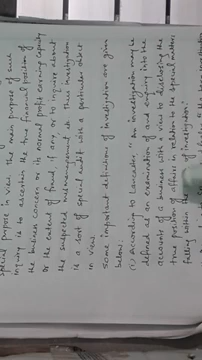 special purpose in view. The main purpose of such
inquiry is to ascertain the true financial position of
the business concern or its normal profit earning capacity
or the extent of fraud, if any or to inquire about
the suspected mismanagement etc. Thus investigation
is a sort of special audit with a particular object
in view.
Some important definitions of Investigation are given
below:
(i) According to Lancaster "An investigation may be
defined as an examination of and enquiry into the
accounts of a business with a view to disclosing the
true position of affairs in relation to the special matters
falling within the of investigation."